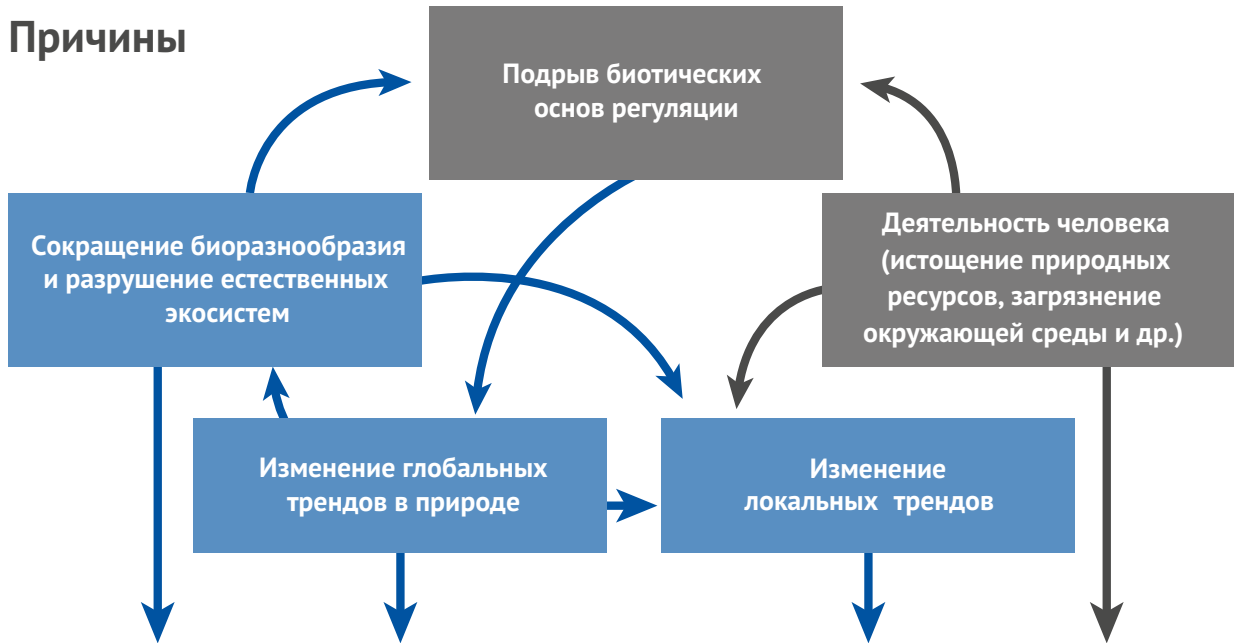 Причины
Подрыв биотических
основ регуляции
Сокращение биоразнообразия
и разрушение естественных
экосистем
Деятельность человека
(истощение природных
ресурсов, загрязнение
окружающей среды и др.)
Изменение глобальных
трендов в природе
Изменение
локальных трендов